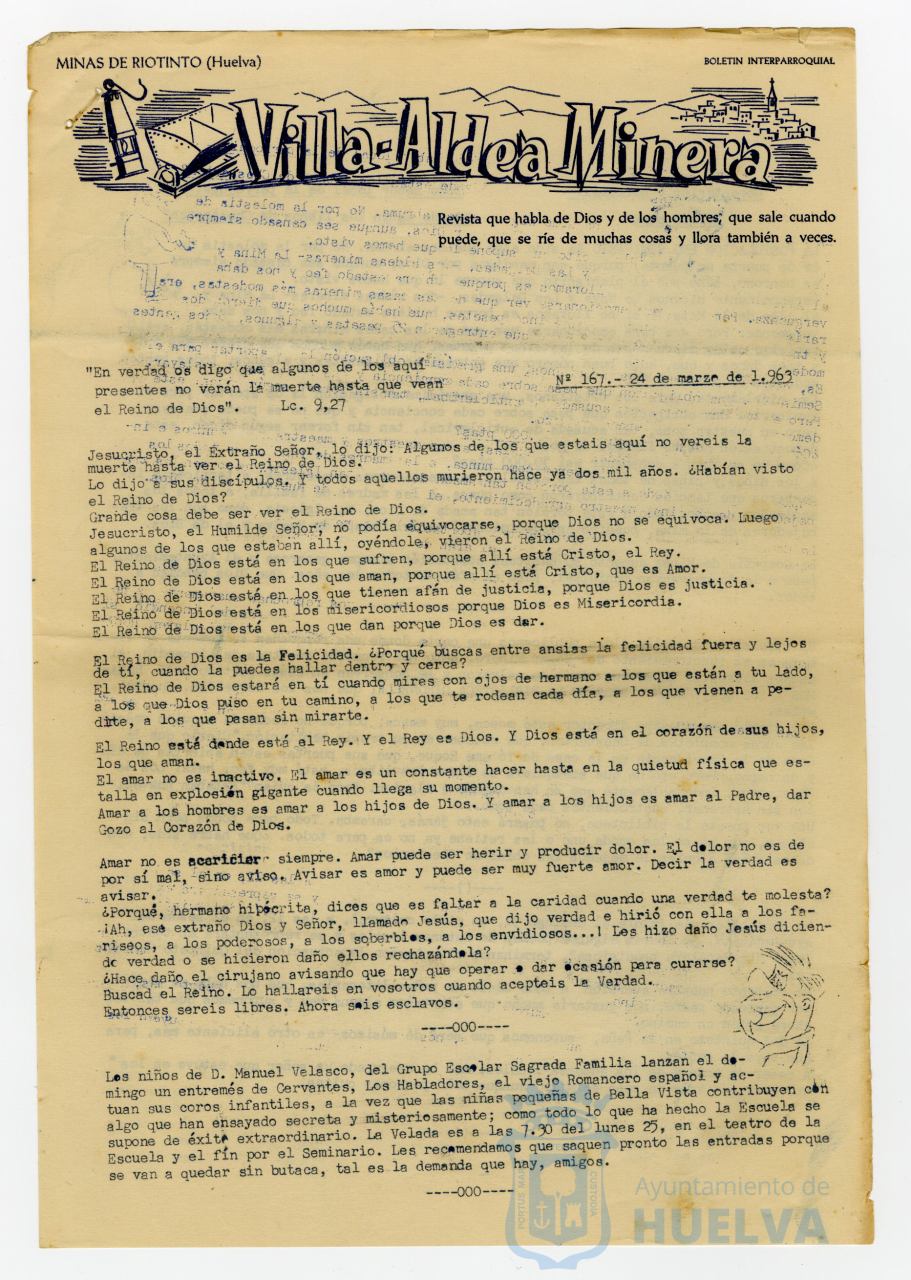 MINAS DE RIOTINTO (Huelva)
BOLETIN INTERPARROQUIAL
Villa-Aldea Minera
Revista que habla de Dios y de los hombres; que sale cuando
puede, que se ríe de muchas cosas y llora también a veces.
"En verdad os digo que algunos de los aquí
presentes no verán la muerte hasta que vean
el Reino de Dios". Lc. 9,27
Nº 167.-- 24 de marzo de 1.963
Jesucristo, el Extraño Señor, lo dijo: Algunos de los que estais aquí no vereis la
muerte hasta ver el Reino de Dios.
Lo dijo a sus discípulos. Y todos aquellos murieron hace ya dos mil años. ¿Habían visto
el Reino de Dios?
Grande cosa debe ser ver el Reino de Dios.
Jesucristo, el Humilde Señor, no podía equivocarse, porque Dios no se equivoca. Luego
algunos de los que estaban allí, oyéndole, vieron el Reino de Dios.
El Reino de Dios está en los que sufren, porque allí está Cristo, el Rey.
El Reino de Dios está en los que aman, porque allí está Cristo, que es Amor.
El Reino de Dios está en los que tienen afán de justicia, porque Dios es justicia.
El Reino de Dios está en los misericordiosos porque Dios es Misericordia.
El Reino de Dios está en los que dan porque Dios es dar.
El Reino de Dios es la Felicidad. ¿Porqué buscas entre ansias la felicidad fuera y lejos
de tí, cuando la puedes hallar dentro y cerca?
El Reino de Dios estará en tí cuando mires con ojos de hermano a los que están a tu lado,
a los que Dios puso en tu camino, a los que te rodean cada día, a los que vienen a pe-
dirte, a los que pasan sin mirarte.
El Reino está donde está el Rey. Y el Rey es Dios. Y Dios está en el corazón de sus hijos,
los que aman.
El amar no es inactivo. El amar es un constante hacer hasta en la quietud física que es-
talla en explosión gigante cuando llega su momento.
Amar a los hombres es amar a los hijos de Dios. Y amar a los hijos es amar al Padre, dar
Gozo al Corazón de Dios.
Amar no es acariciar siempre. Amar puede ser herir y producir dolor. El dolor no es de
por sí mal, sino aviso. Avisar es amor y puede ser muy fuerte amor. Decir la verdad es
avisar.
¿Porqué, hermano hipócrita, dices que es faltar a la caridad cuando una verdad te molesta?
¡Ah, ese extraño Dios y Señor, llamado Jesús, que dijo verdad e hirió con ella a los fa-
riseos, a los poderosos, a los soberbios, a los envidiosos...! Les hizo daño Jesús dicien-
do verdad o se hicieron daño ellos rechazándola?
¿Hace daño el cirujano avisando que hay que operar o dar ocasión para curarse?
Buscad el Reino. Lo hallareis en vosotros cuando acepteis la Verdad.
Entonces sereis libres. Ahora sois esclavos.
----000----
Los niños de D. Manuel Velasco, del Grupo Escolar Sagrada Familia lanzan el do-
mingo un entremés de Cervantes, Los Habladores, el viejo Romancero español y ac-
tuan sus coros infantiles, a la vez que las niñas pequeñas de Bella Vista contribuyen con
algo que han ensayado secreta y misteriosamente; como todo lo que ha hecho la Escuela se
supone de éxito extraordinario. La Velada es a las 7.30 del lunes 25, en el teatro de la
Escuela y el fín por el Seminario. Les recomendamos que saquen pronto las entradas porque
se van a quedar sin butaca, tal es la demanda que hay, amigos.
----000----
PORTUS MA CUSTODIA
Ayuntamiento de
HUELVA